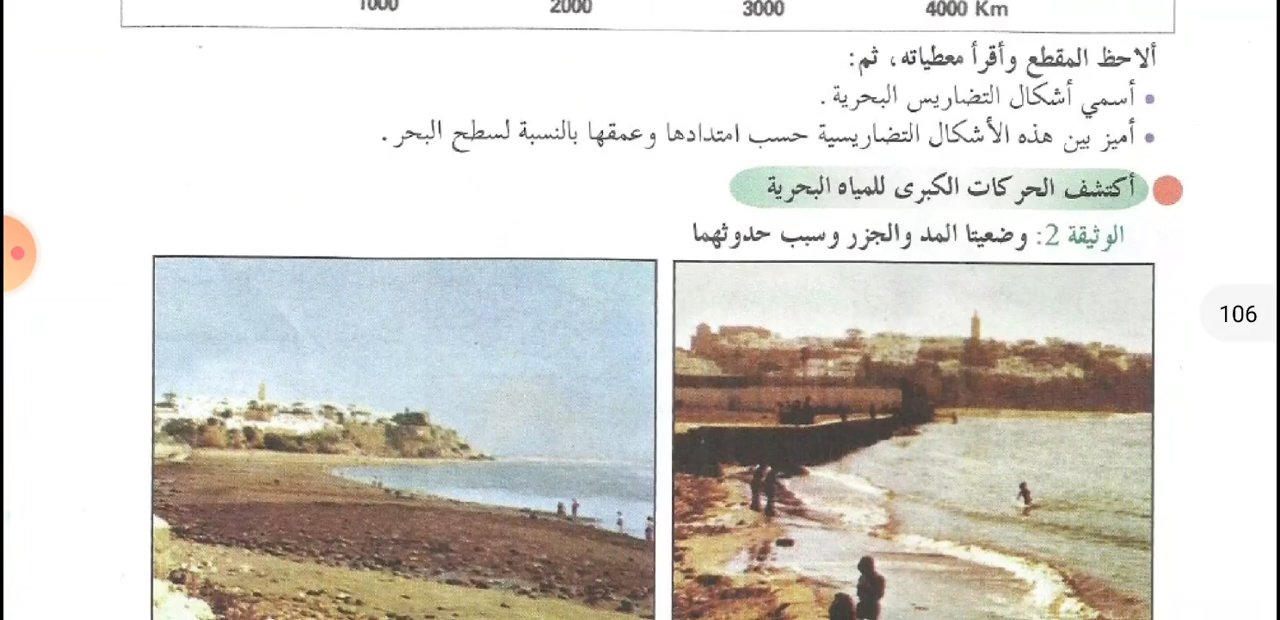 1000 2000 3000 4000 Km
ألاحظ المقطع وأقرأ معطياته، ثم:
• أسمي أشكال التضاريس البحرية.
• أميز بين هذه الأشكال التضاريسية حسب امتدادها وعمقها بالنسبة لسطح البحر.
أكتشف الحركات الكبرى للمياه البحرية
الوثيقة 2: وضعيتا المد والجزر وسبب حدوثهما
106